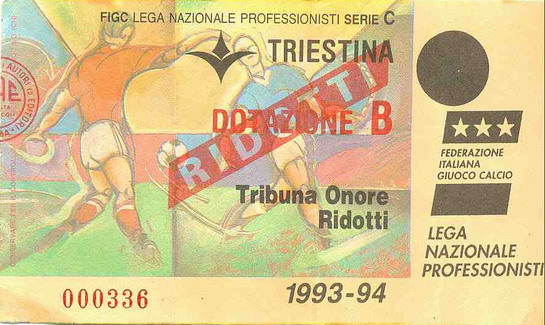 FIGC LEGA NAZIONALE PROFESSIONISTI SERIE C
TRIESTINA
DOTAZIONE B
RIDOTTI
Tribuna Onore
Ridotti
1993-94
000336
FEDERAZIONE
ITALIANA
GIUOCO CALCIO
LEGA
NAZIONALE
PROFESSIONISTI